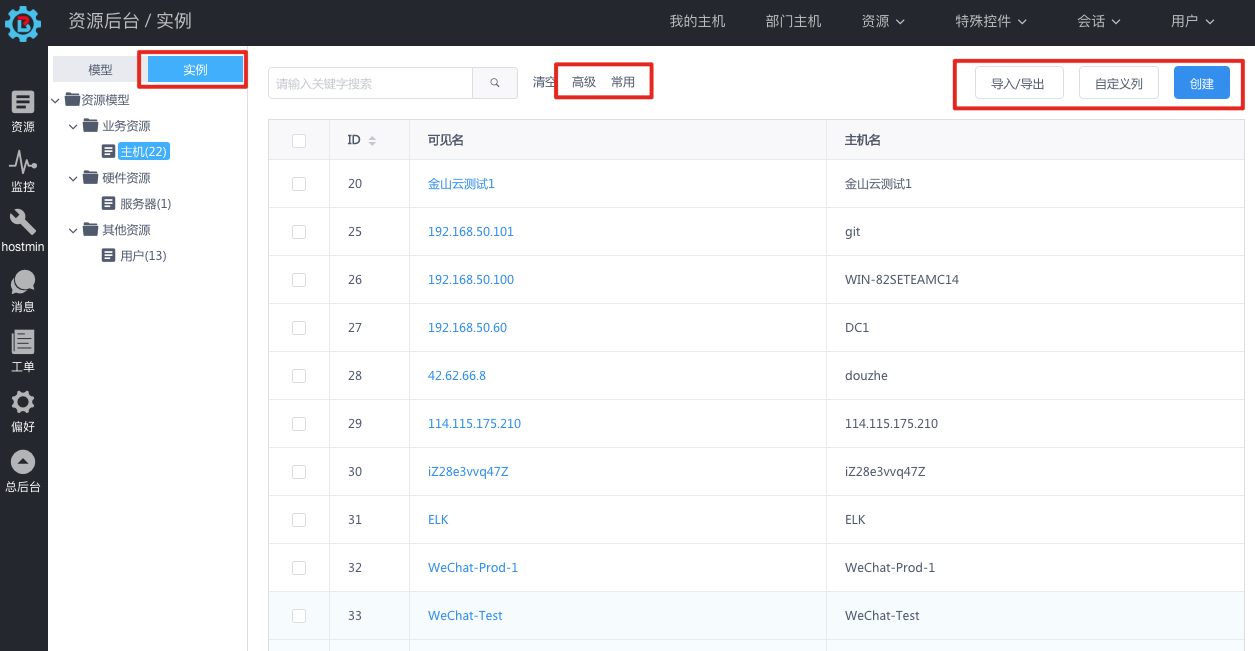 资源后台 / 实例
我的主机 部门主机 资源 特殊控件 会话 用户
资源
监控
hostmin
消息
工单
偏好
总后台
模型 实例
资源模型
业务资源
主机(22)
硬件资源
服务器(1)
其他资源
用户(13)
请输入关键字搜索 清空 高级 常用 导入/导出 自定义列 创建
ID 可见名 主机名
20 金山云测试1 金山云测试1
25 192.168.50.101 git
26 192.168.50.100 WIN-82SETEAMC14
27 192.168.50.60 DC1
28 42.62.66.8 douzhe
29 114.115.175.210 114.115.175.210
30 iZ28e3vvq47Z iZ28e3vvq47Z
31 ELK ELK
32 WeChat-Prod-1 WeChat-Prod-1
33 WeChat-Test WeChat-Test